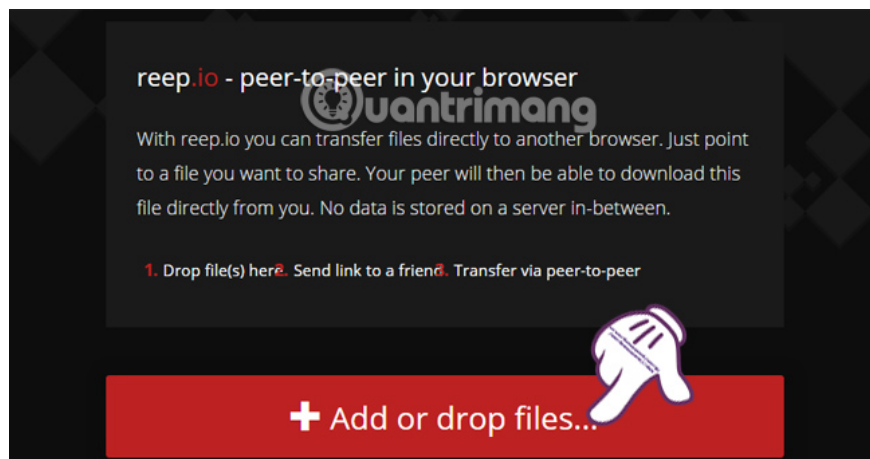 reep.io - peer-to-peer in your browser
Quantrimang
With reep.io you can transfer files directly to another browser. Just point
to a file you want to share. Your peer will then be able to download this
file directly from you. No data is stored on a server in-between.
1. Drop file(s) here 2. Send link to a friend 3. Transfer via peer-to-peer
+ Add or drop files...